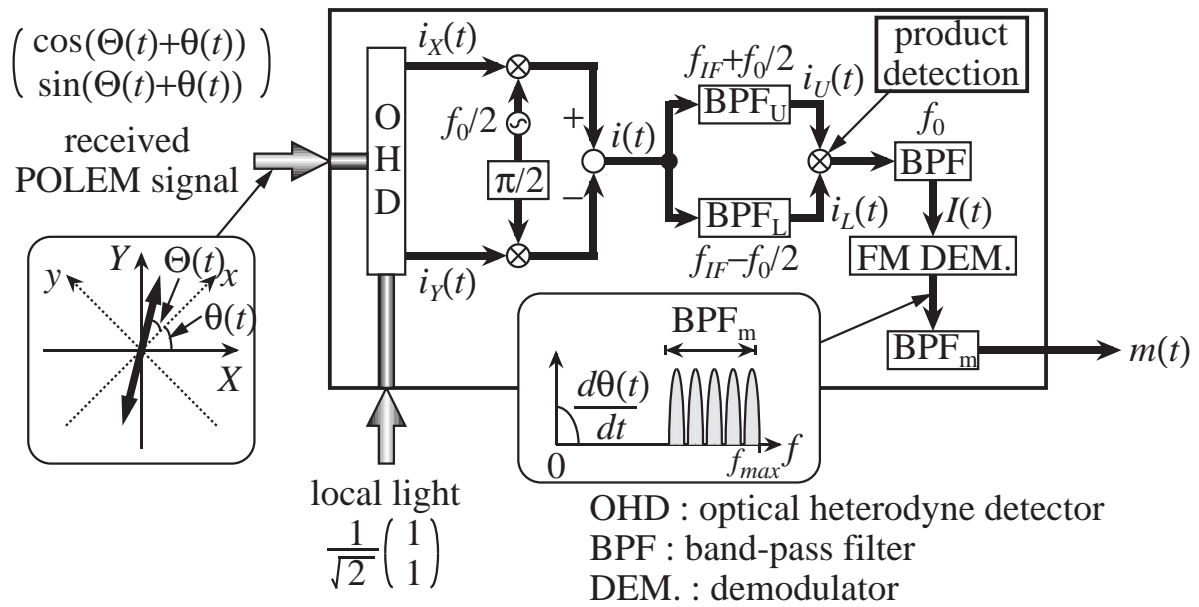 cos(Θ(t)+θ(t))
sin(Θ(t)+θ(t))
received
POLEM signal
Y
Θ(t)
y
x
θ(t)
X
OHD
i_X(t)
i_Y(t)
f_0/2
π/2
+
−
i(t)
f_IF+f_0/2
BPF_U
i_U(t)
BPF_L
i_L(t)
f_IF−f_0/2
product
detection
f_0
BPF
I(t)
FM DEM.
BPF_m
m(t)
BPF_m
dθ(t)
dt
0
f_max
f
local light
1/√2 (1
1)
OHD : optical heterodyne detector
BPF : band-pass filter
DEM. : demodulator